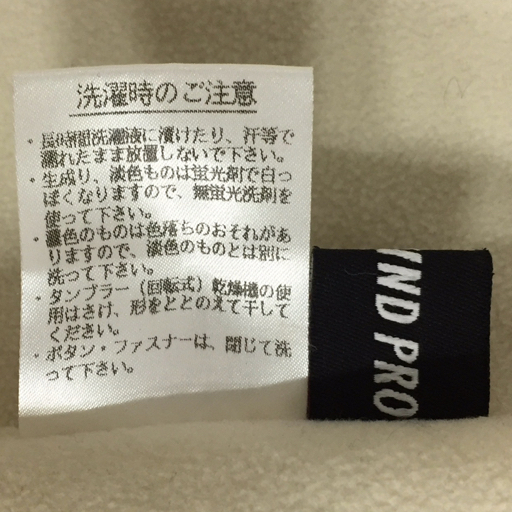 洗濯時のご注意
・長時間洗濯液に漬けたり、汗等で
濡れたまま放置しないで下さい。
・生成り、淡色ものは蛍光剤で白っ
ぽくなりますので、無蛍光洗剤を
使って下さい。
・濃色のものは色落ちのおそれがあ
りますので、淡色のものとは別に
洗って下さい。
・タンブラー（回転式）乾燥機の使
用はさけ、形をととのえて干して
ください。
・ボタン・ファスナーは、閉じて洗
って下さい。
IND PRO